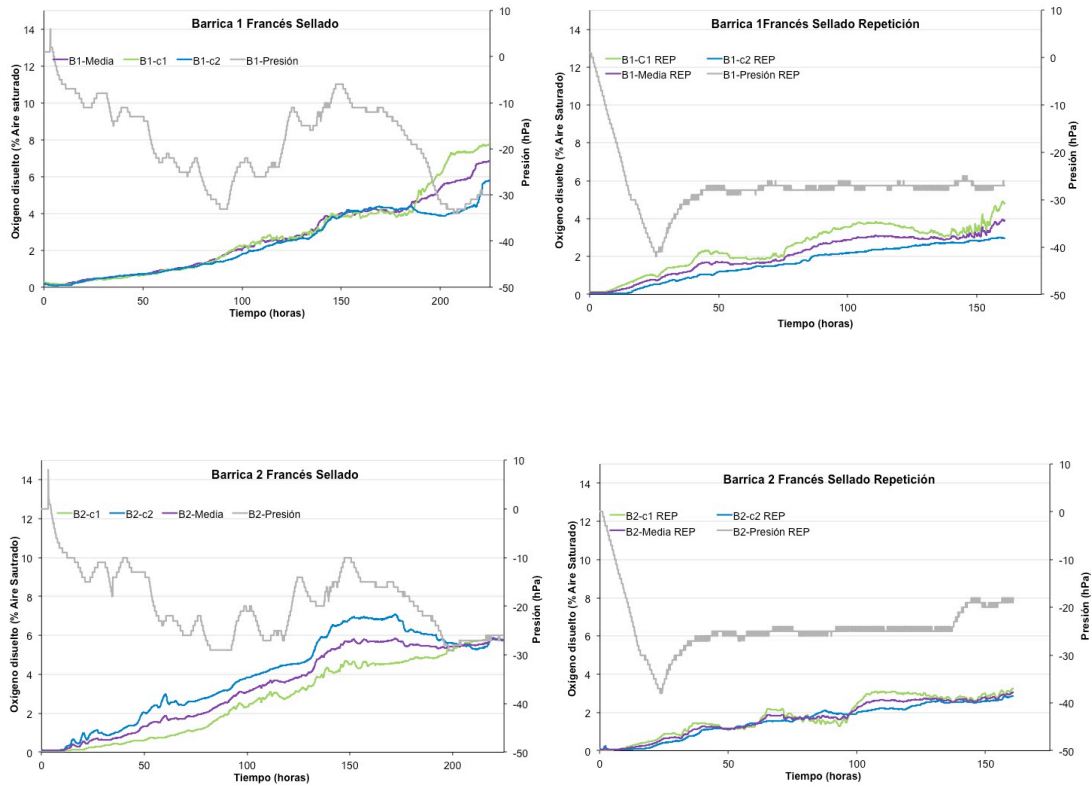 Barrica 1 Francés Sellado
B1-Media B1-c1 B1-c2 B1-Presión
Oxígeno disuelto (% Aire saturado)
14
12
10
8
6
4
2
0
0 50 100 150 200
Tiempo (horas)
10
0
-10
-20
-30
-40
-50
Presión (hPa)
Barrica 1Francés Sellado Repetición
B1-C1 REP B1-c2 REP
B1-Media REP B1-Presión REP
Oxígeno disuelto (% Aire Saturado)
14
12
10
8
6
4
2
0
0 50 100 150
Tiempo (horas)
10
0
-10
-20
-30
-40
-50
Presión (hPa)
Barrica 2 Francés Sellado
B2-c1 B2-c2 B2-Media B2-Presión
Oxígeno disuelto (% Aire Sautrado)
14
12
10
8
6
4
2
0
0 50 100 150 200
Tiempo (horas)
10
0
-10
-20
-30
-40
-50
Presión (hPa)
Barrica 2 Francés Sellado Repetición
B2-c1 REP B2-c2 REP
B2-Media REP B2-Presión REP
Oxígeno disuelto (% Aire Saturado)
14
12
10
8
6
4
2
0
0 50 100 150
Tiempo (horas)
10
0
-10
-20
-30
-40
-50
Presión (hPa)